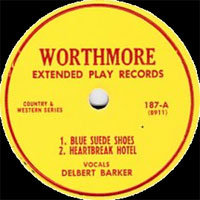 WORTHMORE
EXTENDED PLAY RECORDS
COUNTRY &
WESTERN SERIES
187-A
(8911)
1. BLUE SUEDE SHOES
2. HEARTBREAK HOTEL
VOCALS
DELBERT BARKER